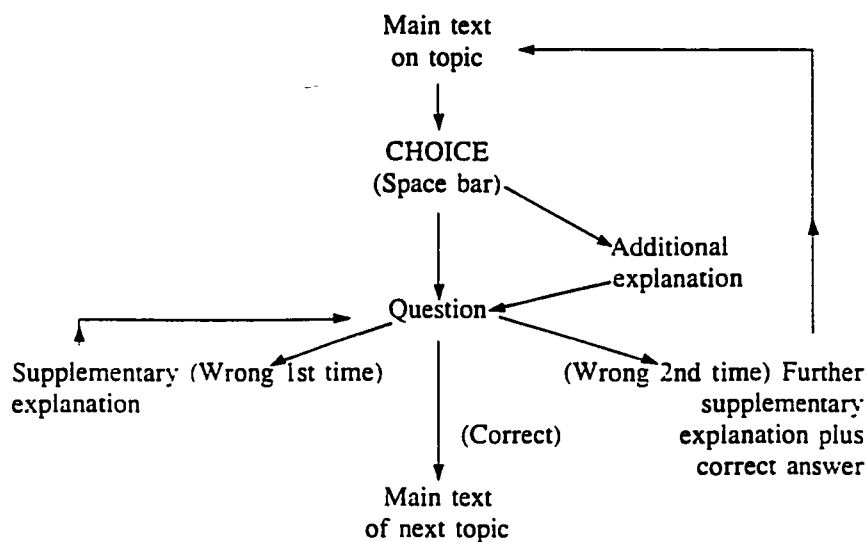 Main text
on topic
CHOICE
(Space bar)
Additional
explanation
Question
Supplementary (Wrong 1st time)
explanation
(Wrong 2nd time) Further
supplementary
explanation plus
correct answer
(Correct)
Main text
of next topic